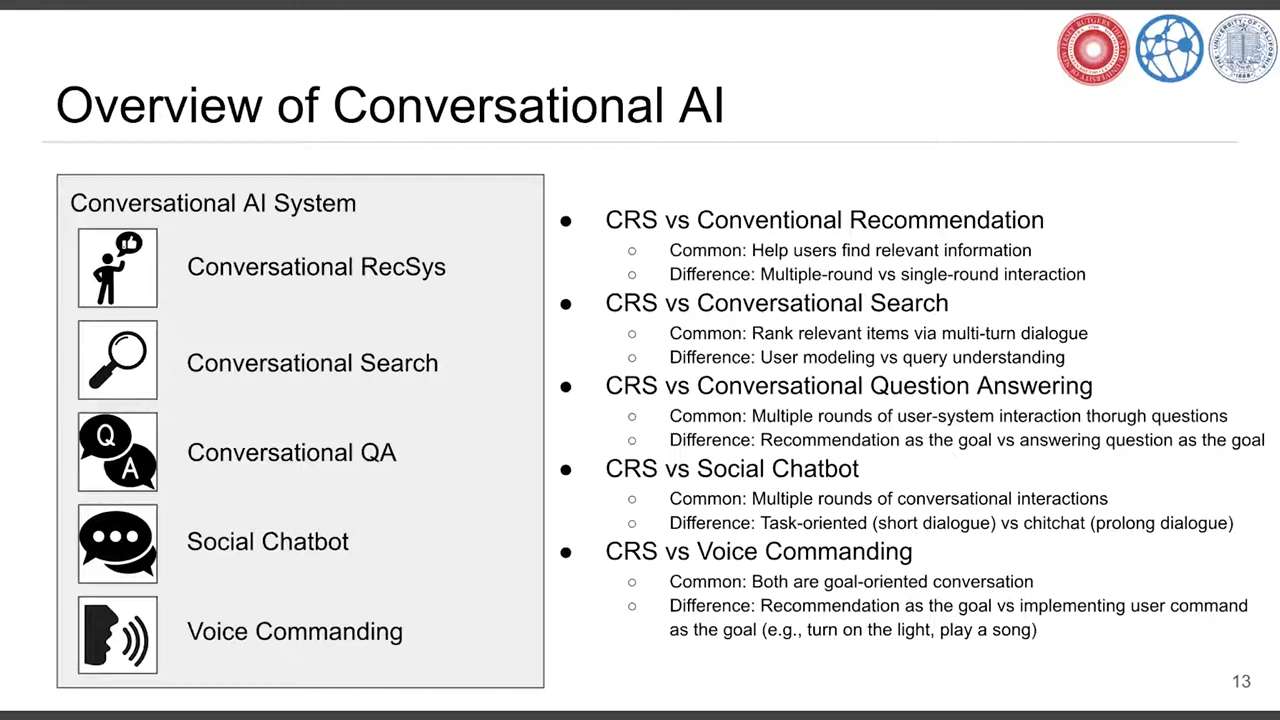 Overview of Conversational AI
Conversational AI System
Conversational RecSys
Conversational Search
Q
A
Conversational QA
Social Chatbot
Voice Commanding
● CRS vs Conventional Recommendation
○ Common: Help users find relevant information
○ Difference: Multiple-round vs single-round interaction
● CRS vs Conversational Search
○ Common: Rank relevant items via multi-turn dialogue
○ Difference: User modeling vs query understanding
● CRS vs Conversational Question Answering
○ Common: Multiple rounds of user-system interaction thorugh questions
○ Difference: Recommendation as the goal vs answering question as the goal
● CRS vs Social Chatbot
○ Common: Multiple rounds of conversational interactions
○ Difference: Task-oriented (short dialogue) vs chitchat (prolong dialogue)
● CRS vs Voice Commanding
○ Common: Both are goal-oriented conversation
○ Difference: Recommendation as the goal vs implementing user command
as the goal (e.g., turn on the light, play a song)
13